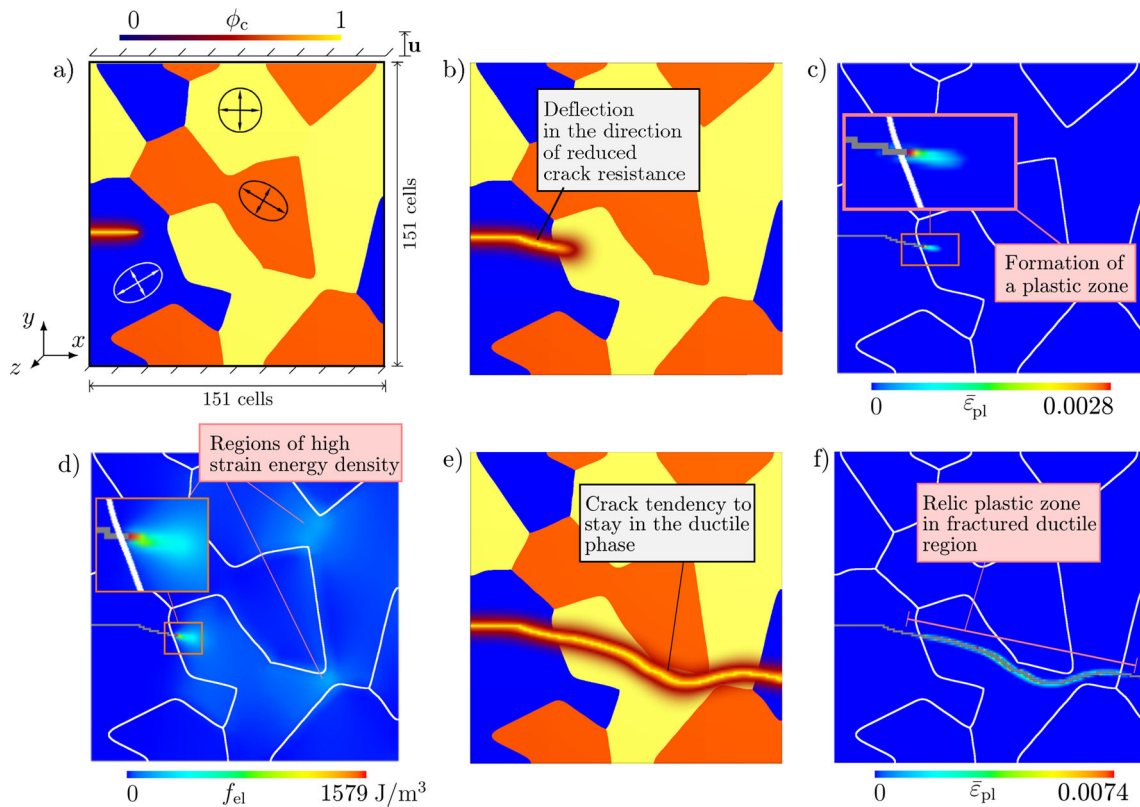 0 ϕc 1
u
a)
151 cells
y
x
z
151 cells
b)
Deflection
in the direction
of reduced
crack resistance
c)
Formation of
a plastic zone
0 ε̄pl 0.0028
d)
Regions of high
strain energy density
0 fel 1579 J/m³
e)
Crack tendency to
stay in the ductile
phase
f)
Relic plastic zone
in fractured ductile
region
0 ε̄pl 0.0074